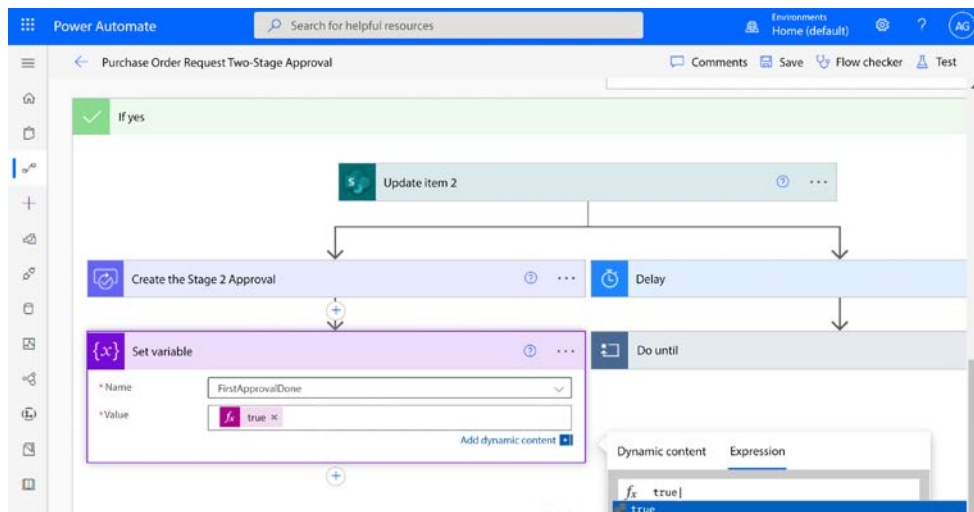 Power Automate
Search for helpful resources
Environments
Home (default)
?
AG
Purchase Order Request Two-Stage Approval
Comments
Save
Flow checker
Test
If yes
S
Update item 2
Create the Stage 2 Approval
Delay
{x} Set variable
Do until
* Name
FirstApprovalDone
* Value
fx true ×
Add dynamic content
Dynamic content
Expression
fx true
true